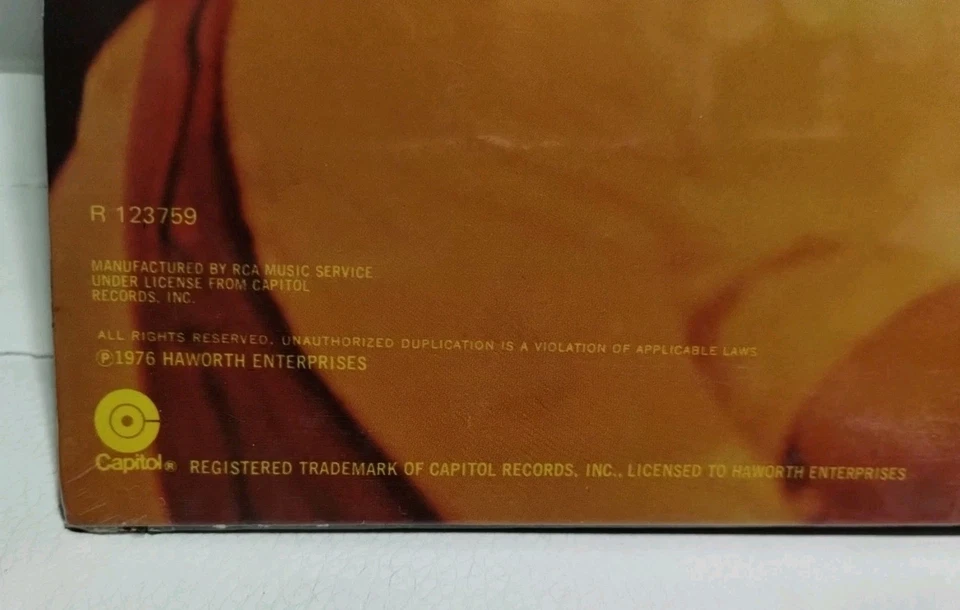 R 123759
MANUFACTURED BY RCA MUSIC SERVICE
UNDER LICENSE FROM CAPITOL
RECORDS, INC.
ALL RIGHTS RESERVED. UNAUTHORIZED DUPLICATION IS A VIOLATION OF APPLICABLE LAWS
℗1976 HAWORTH ENTERPRISES
Capitol® REGISTERED TRADEMARK OF CAPITOL RECORDS, INC., LICENSED TO HAWORTH ENTERPRISES